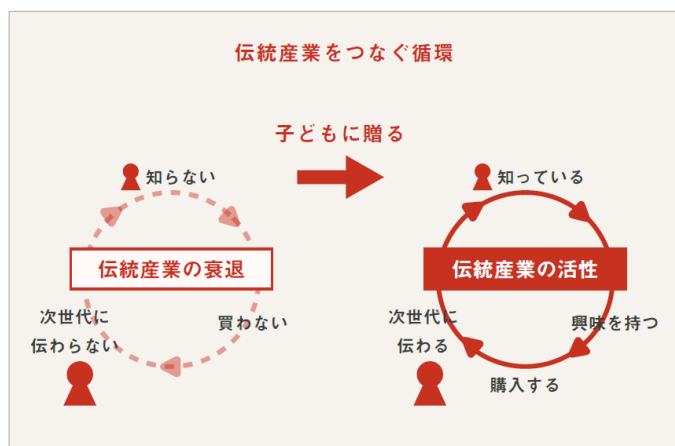 伝統産業をつなぐ循環
子どもに贈る
知らない
伝統産業の衰退
買わない
次世代に
伝わらない
知っている
伝統産業の活性
興味を持つ
購入する
次世代に
伝わる